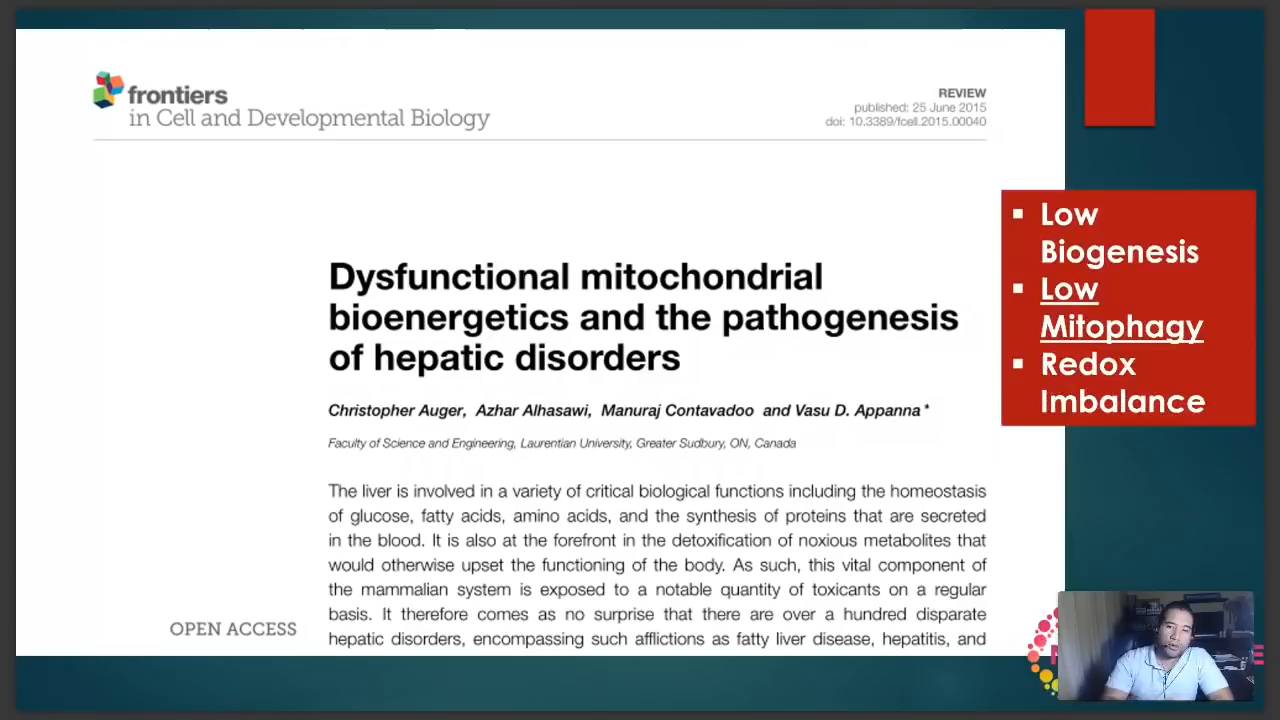 frontiers
in Cell and Developmental Biology
REVIEW
published: 25 June 2015
doi: 10.3389/fcell.2015.00040
Dysfunctional mitochondrial
bioenergetics and the pathogenesis
of hepatic disorders
Christopher Auger, Azhar Alhasawi, Manuraj Contavadoo and Vasu D. Appanna *
Faculty of Science and Engineering, Laurentian University, Greater Sudbury, ON, Canada
The liver is involved in a variety of critical biological functions including the homeostasis
of glucose, fatty acids, amino acids, and the synthesis of proteins that are secreted
in the blood. It is also at the forefront in the detoxification of noxious metabolites that
would otherwise upset the functioning of the body. As such, this vital component of
the mammalian system is exposed to a notable quantity of toxicants on a regular
basis. It therefore comes as no surprise that there are over a hundred disparate
hepatic disorders, encompassing such afflictions as fatty liver disease, hepatitis, and
OPEN ACCESS
▪ Low
Biogenesis
▪ Low
Mitophagy
▪ Redox
Imbalance